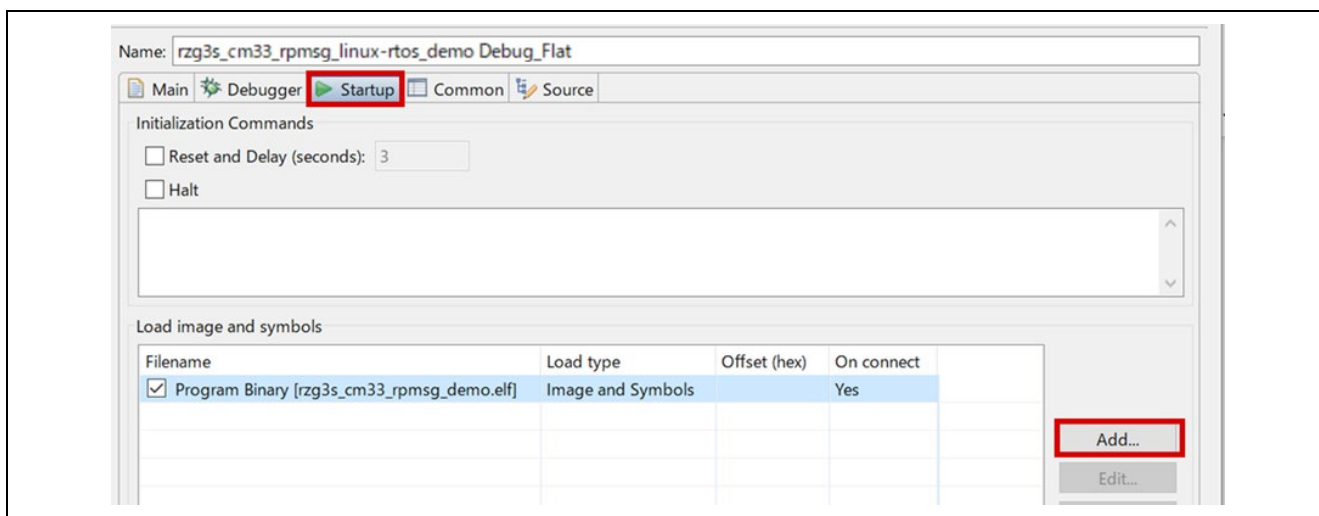 Name: rzg3s_cm33_rpmsg_linux-rtos_demo Debug_Flat
Main Debugger Startup Common Source
Initialization Commands
Reset and Delay (seconds): 3
Halt
Load image and symbols
Filename Load type Offset (hex) On connect
Program Binary [rzg3s_cm33_rpmsg_demo.elf] Image and Symbols Yes
Add...
Edit...